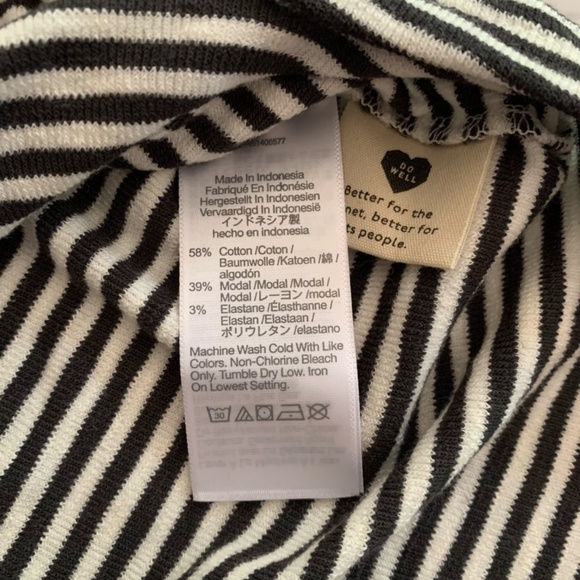 Made In Indonesia
Fabriqué En Indonésie
Hergestellt In Indonesien
Vervaardigd In Indonesië
インドネシア製
hecho en indonesia
58% Cotton /Coton /
Baumwolle /Katoen /綿 /
algodón
39% Modal /Modal /Modal /
Modal /レーヨン /modal
3% Elastane /Élasthanne /
Elastan /Elastaan /
ポリウレタン /elastano
Machine Wash Cold With Like
Colors. Non-Chlorine Bleach
Only. Tumble Dry Low. Iron
On Lowest Setting.
30
DO
WELL
Better for the
net, better for
ts people.